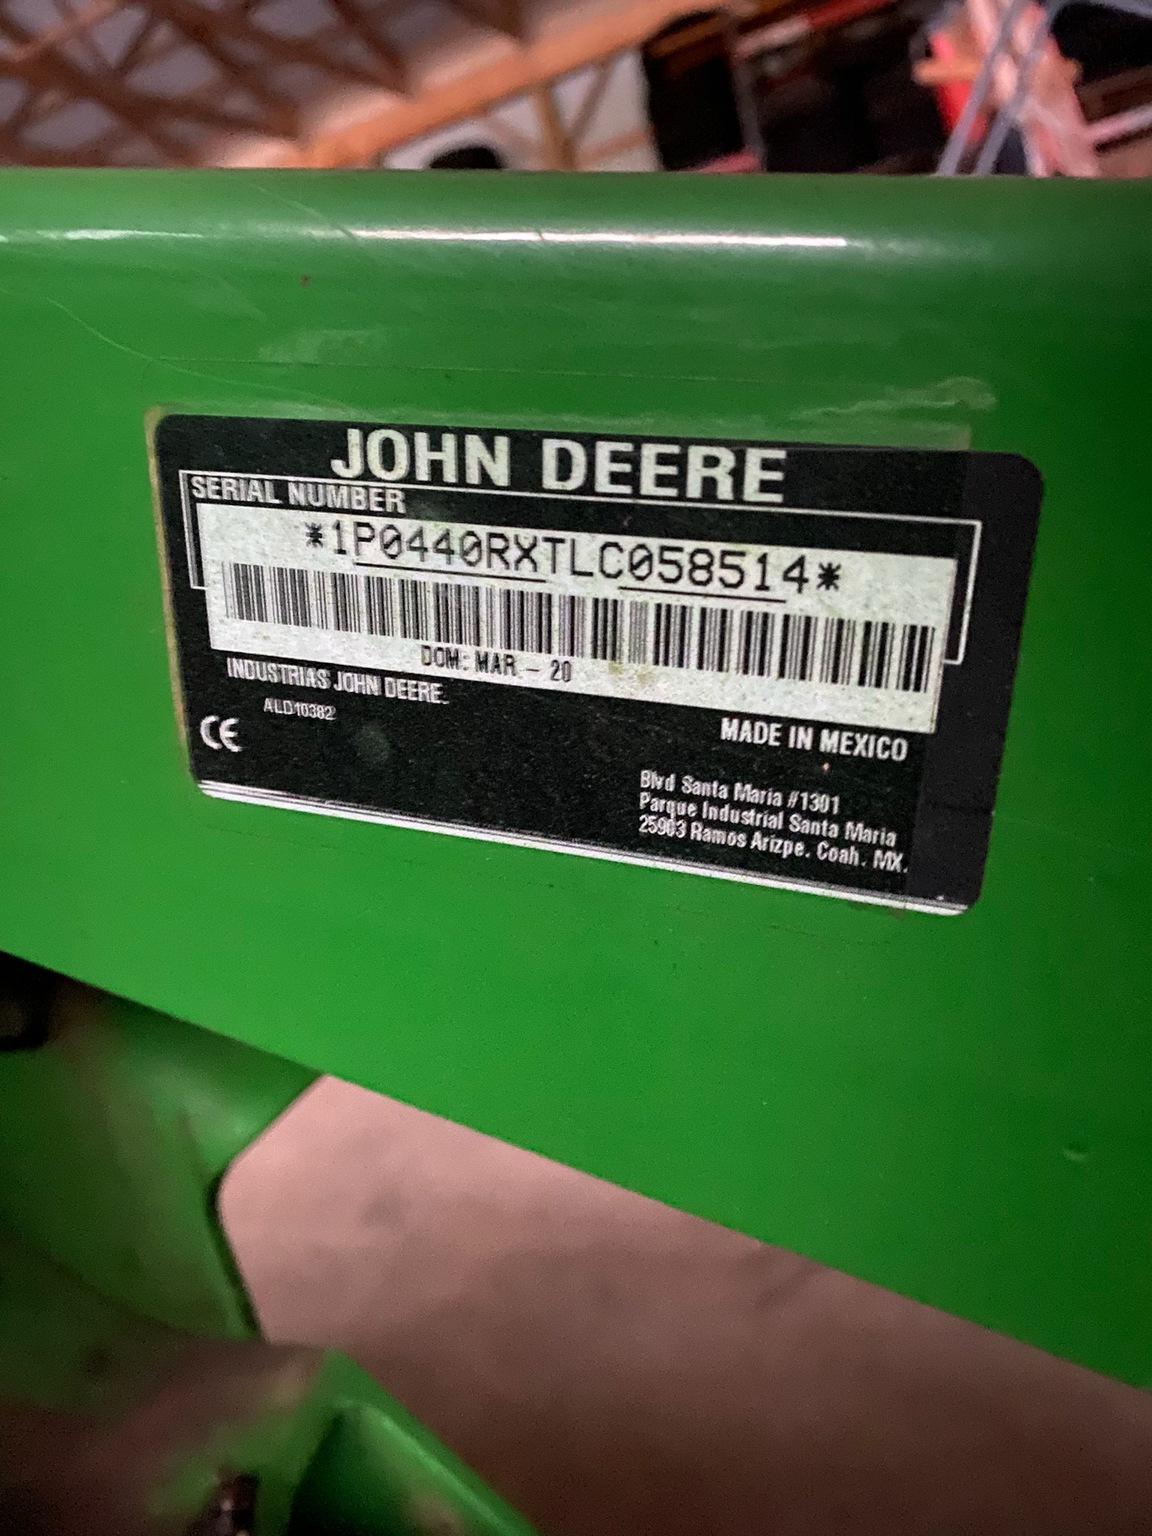 JOHN DEERE
SERIAL NUMBER
*1P0440RXTLC058514*
DOM: MAR - 20
INDUSTRIAS JOHN DEERE.
ALD10382
CE
MADE IN MEXICO
Blvd Santa Maria #1301
Parque Industrial Santa Maria
25903 Ramos Arizpe. Coah. MX.